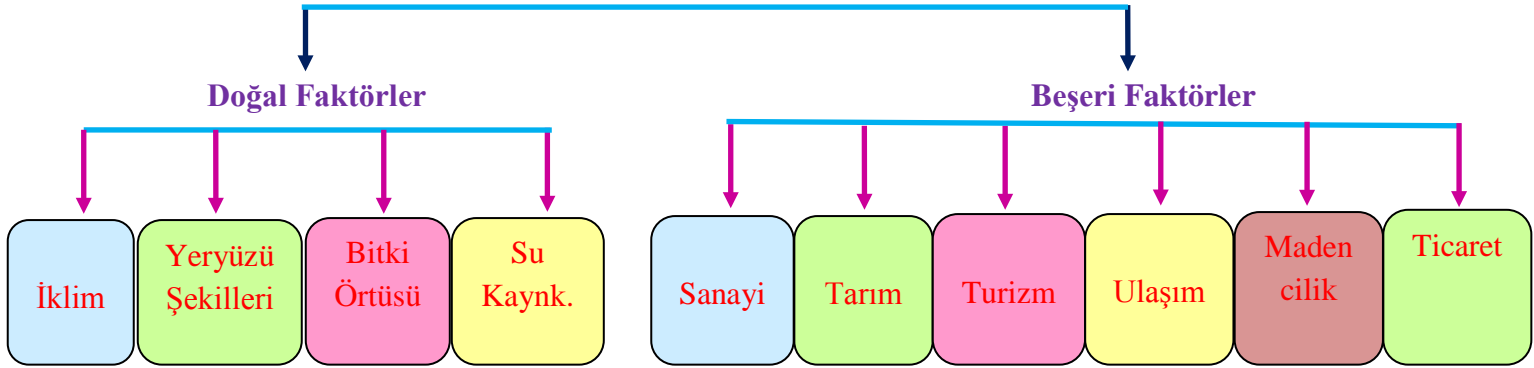 Doğal Faktörler
Beşeri Faktörler
İklim
Yeryüzü
Şekilleri
Bitki
Örtüsü
Su
Kaynk.
Sanayi
Tarım
Turizm
Ulaşım
Maden
cilik
Ticaret